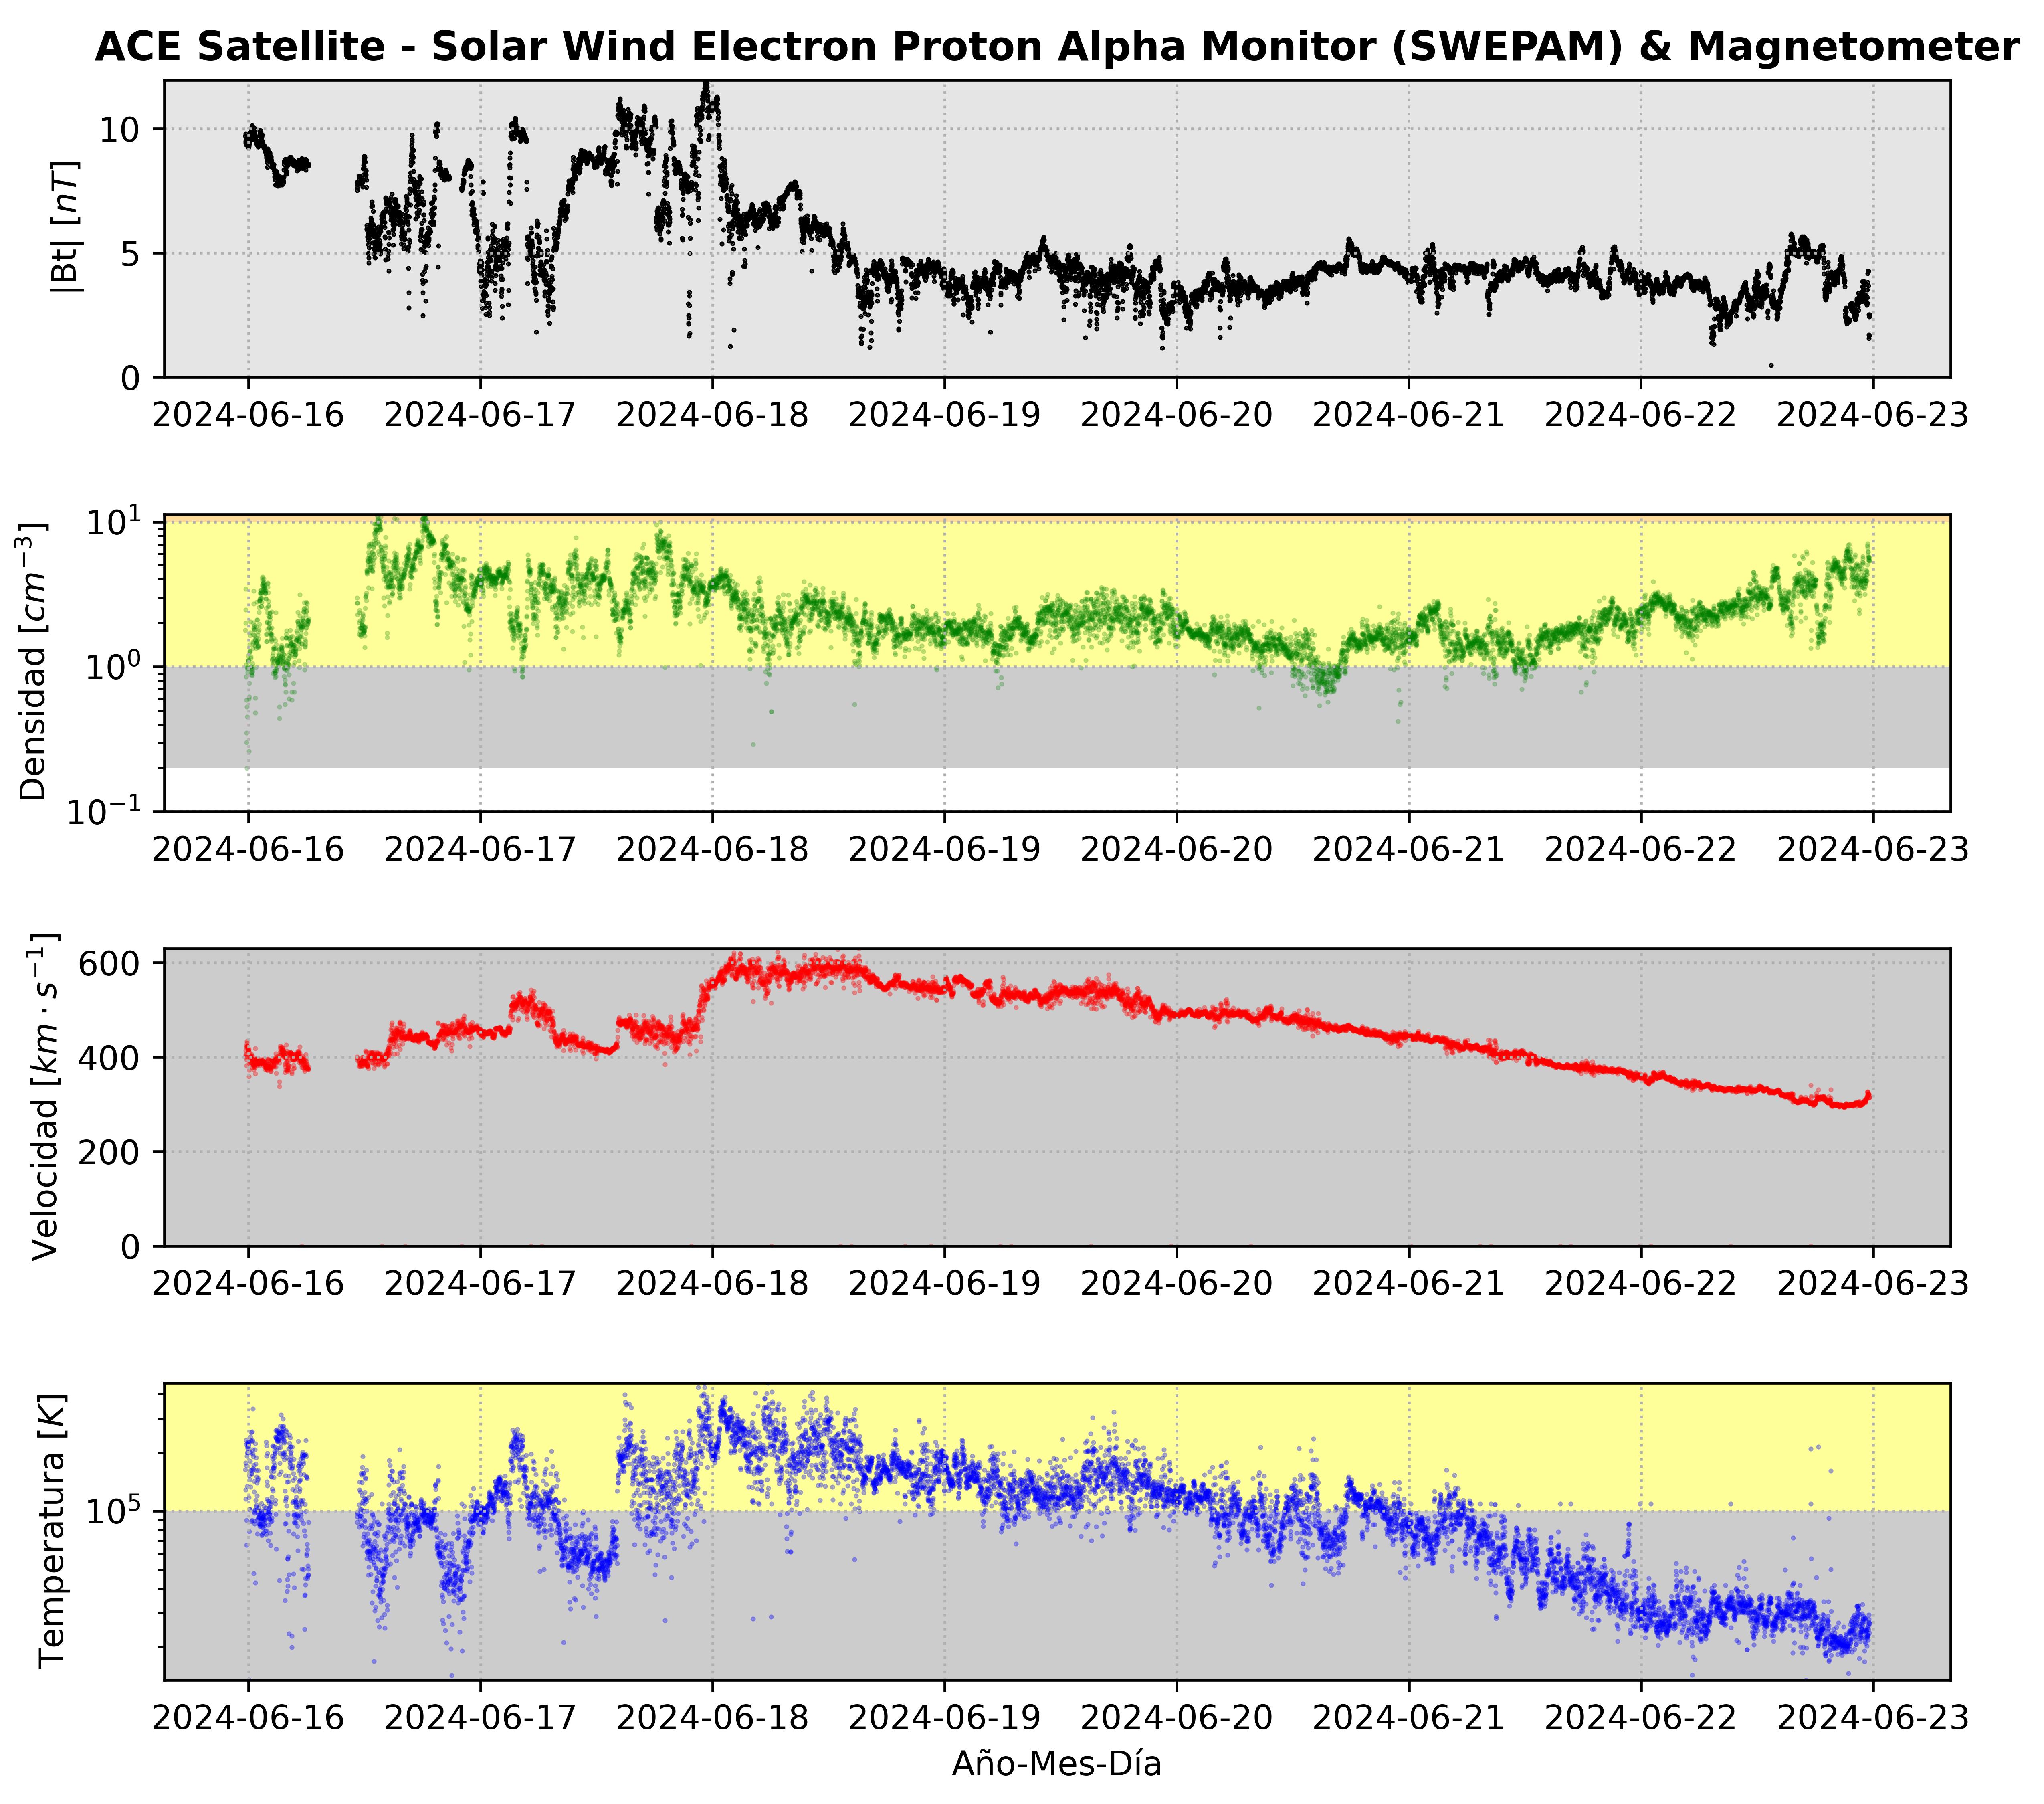 ACE Satellite - Solar Wind Electron Proton Alpha Monitor (SWEPAM) & Magnetometer
|Bt| [nT]
10
5
0
2024-06-16 2024-06-17 2024-06-18 2024-06-19 2024-06-20 2024-06-21 2024-06-22 2024-06-23
Densidad [cm⁻³]
10¹
10⁰
10⁻¹
2024-06-16 2024-06-17 2024-06-18 2024-06-19 2024-06-20 2024-06-21 2024-06-22 2024-06-23
Velocidad [km · s⁻¹]
600
400
200
0
2024-06-16 2024-06-17 2024-06-18 2024-06-19 2024-06-20 2024-06-21 2024-06-22 2024-06-23
Temperatura [K]
10⁵
2024-06-16 2024-06-17 2024-06-18 2024-06-19 2024-06-20 2024-06-21 2024-06-22 2024-06-23
Año-Mes-Día